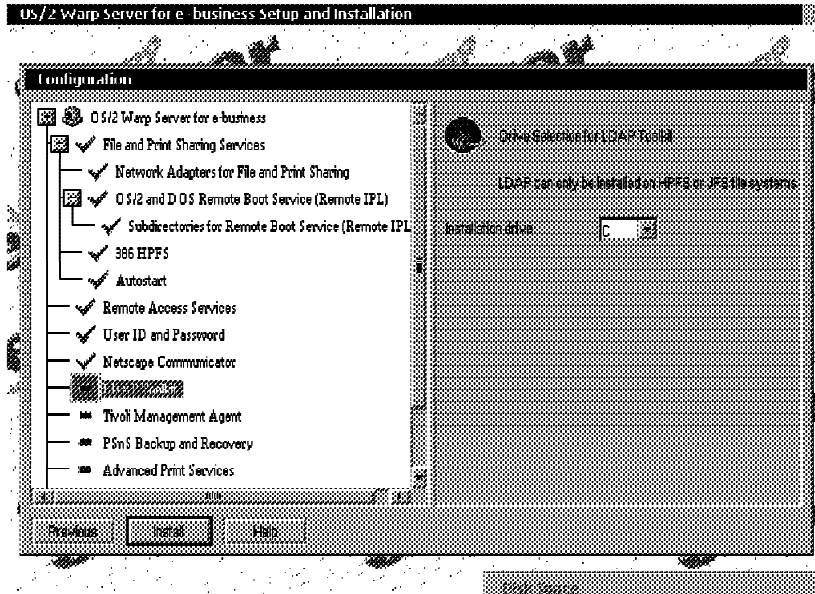 OS/2 Warp Server for e-business Setup and Installation
Configuration
OS/2 Warp Server for e-business
File and Print Sharing Services
Network Adapters for File and Print Sharing
OS/2 and DOS Remote Boot Service (Remote IPL)
Subdirectories for Remote Boot Service (Remote IPL
386 HPFS
Autostart
Remote Access Services
User ID and Password
Netscape Communicator
Tivoli Management Agent
PSnS Backup and Recovery
Advanced Print Services
Drive Selection for LDAP Toolkit
LDAP can only be installed on HPFS or JFS file systems
Installation drive
C
Previous
Install
Help
Disk Space